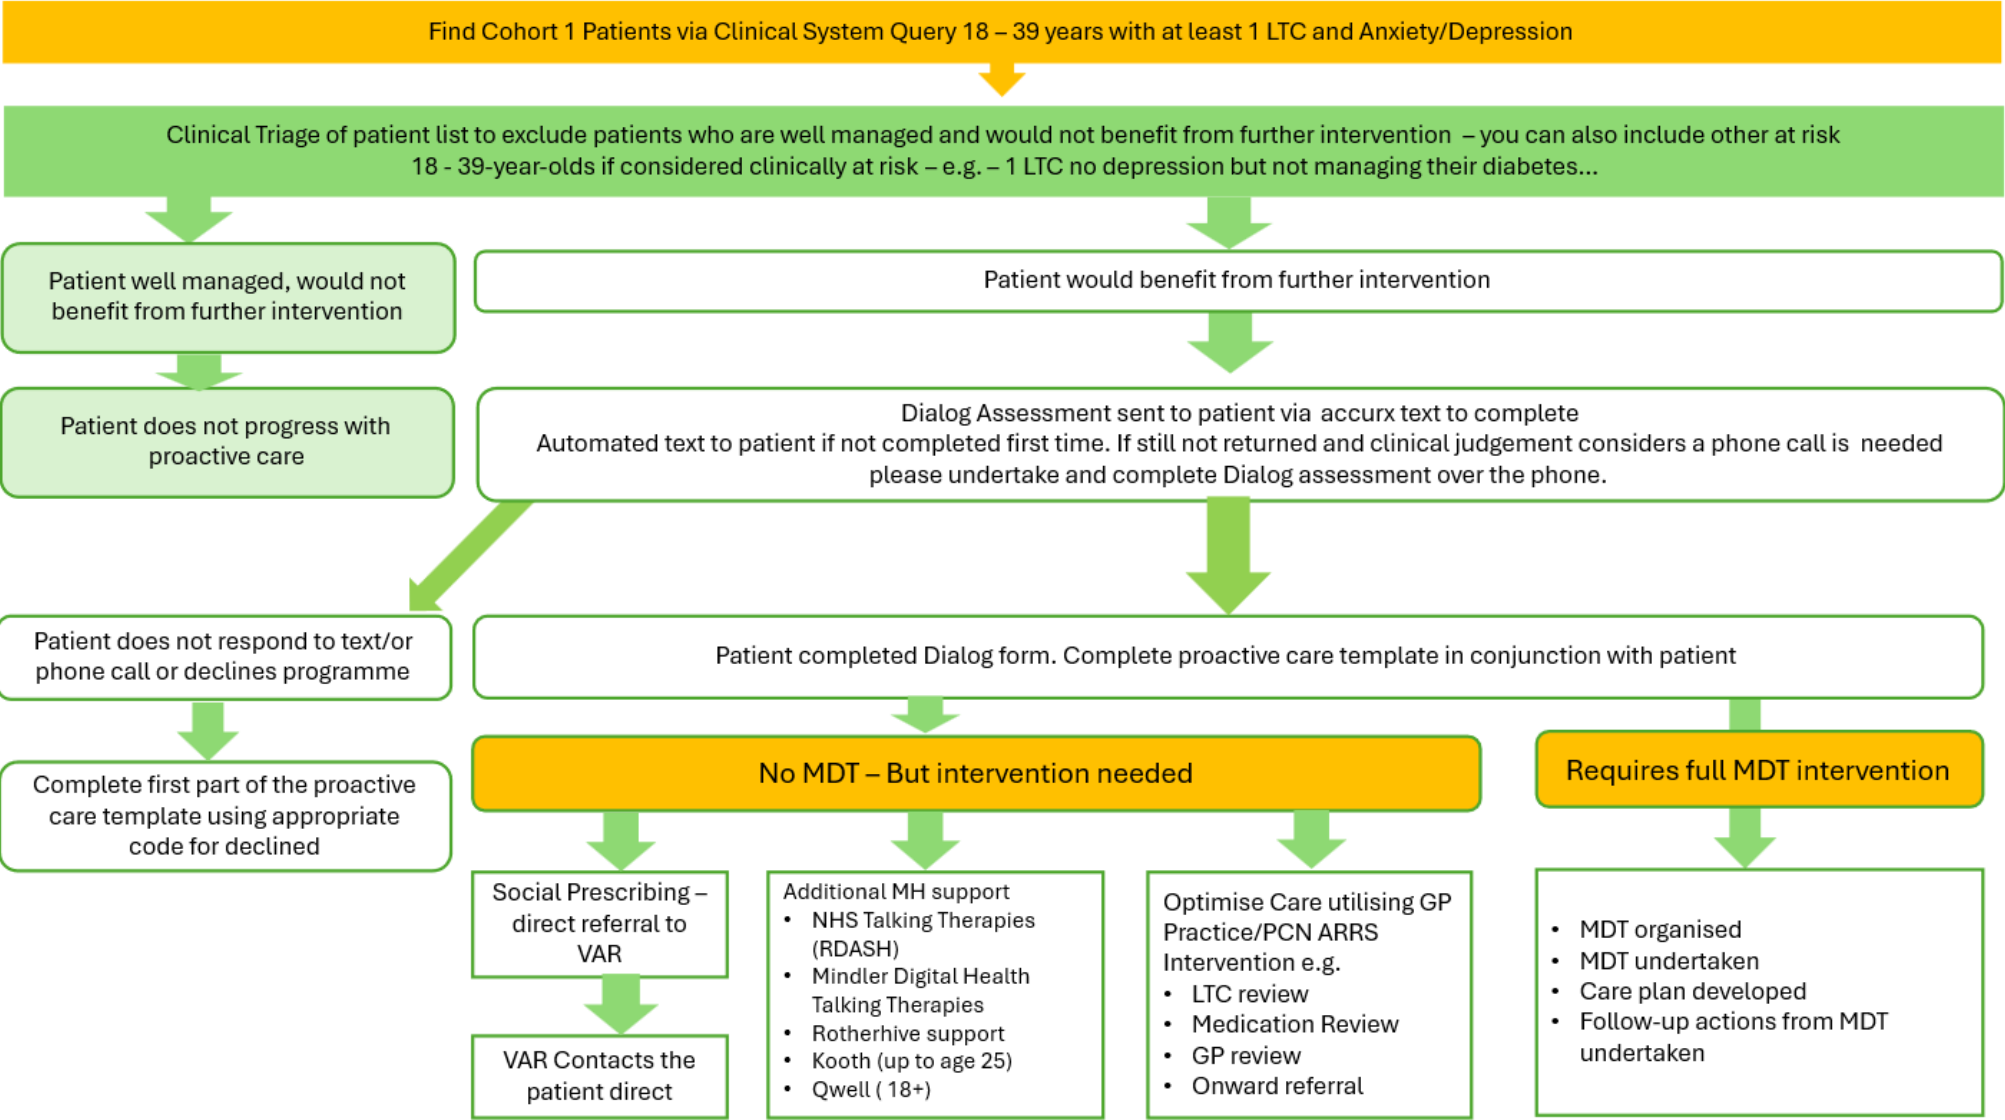 Find Cohort 1 Patients via Clinical System Query 18 – 39 years with at least 1 LTC and Anxiety/Depression
Clinical Triage of patient list to exclude patients who are well managed and would not benefit from further intervention – you can also include other at risk
18 - 39-year-olds if considered clinically at risk – e.g. – 1 LTC no depression but not managing their diabetes...
Patient well managed, would not
benefit from further intervention
Patient would benefit from further intervention
Patient does not progress with
proactive care
Dialog Assessment sent to patient via accurx text to complete
Automated text to patient if not completed first time. If still not returned and clinical judgement considers a phone call is needed
please undertake and complete Dialog assessment over the phone.
Patient does not respond to text/or
phone call or declines programme
Patient completed Dialog form. Complete proactive care template in conjunction with patient
Complete first part of the proactive
care template using appropriate
code for declined
No MDT – But intervention needed
Requires full MDT intervention
Social Prescribing –
direct referral to
VAR
VAR Contacts the
patient direct
Additional MH support
• NHS Talking Therapies
(RDASH)
• Mindler Digital Health
Talking Therapies
• Rotherhive support
• Kooth (up to age 25)
• Qwell ( 18+)
Optimise Care utilising GP
Practice/PCN ARRS
Intervention e.g.
• LTC review
• Medication Review
• GP review
• Onward referral
• MDT organised
• MDT undertaken
• Care plan developed
• Follow-up actions from MDT
undertaken